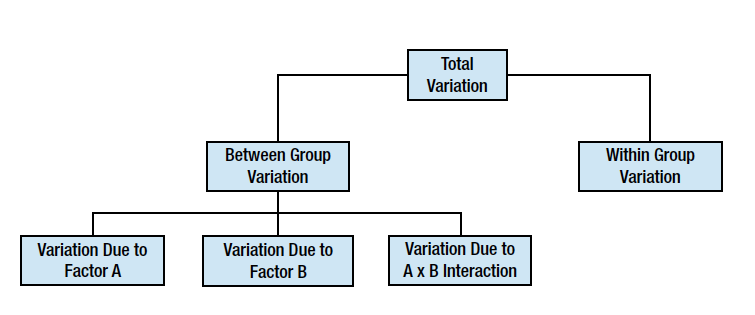 Total
Variation
Between Group
Variation
Within Group
Variation
Variation Due to
Factor A
Variation Due to
Factor B
Variation Due to
A x B Interaction